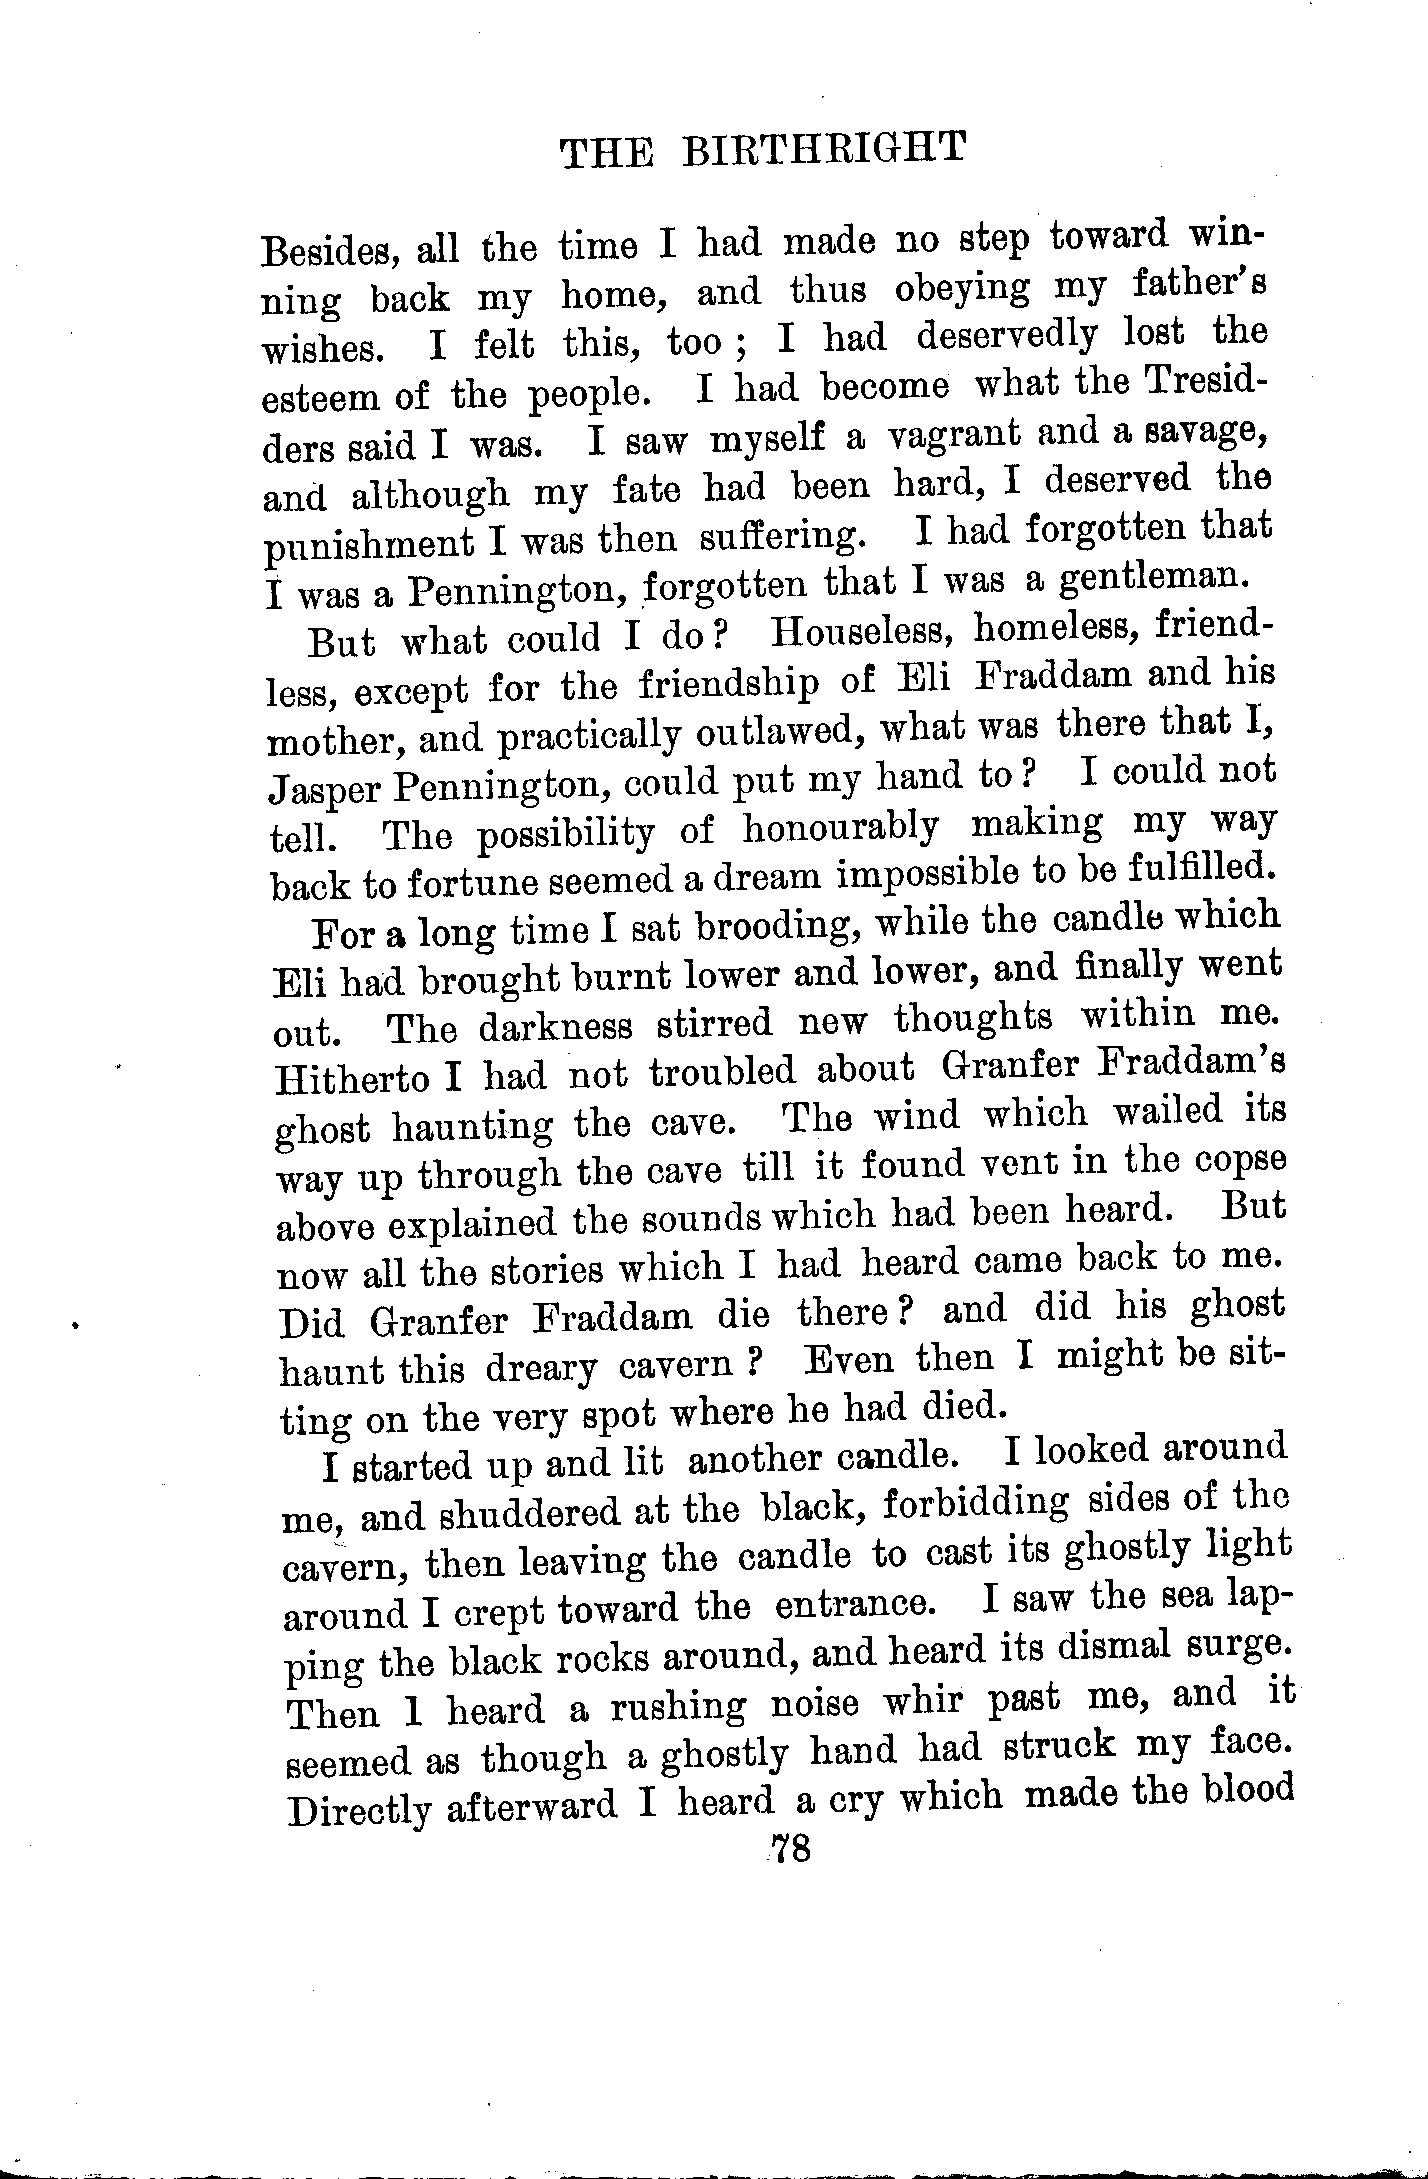 THE BIRTHRIGHT
Besides, all the time I had made no step toward win-
ning back my home, and thus obeying my father's
wishes. I felt this, too ; I had deservedly lost the
esteem of the people. I had become what the Tresid-
ders said I was. I saw myself a vagrant and a savage,
and although my fate had been hard, I deserved the
punishment I was then suffering. I had forgotten that
I was a Pennington, forgotten that I was a gentleman.
But what could I do? Houseless, homeless, friend-
less, except for the friendship of Eli Fraddam and his
mother, and practically outlawed, what was there that I,
Jasper Pennington, could put my hand to? I could not
tell. The possibility of honourably making my way
back to fortune seemed a dream impossible to be fulfilled.
For a long time I sat brooding, while the candle which
Eli had brought burnt lower and lower, and finally went
out. The darkness stirred new thoughts within me.
Hitherto I had not troubled about Granfer Fraddam's
ghost haunting the cave. The wind which wailed its
way up through the cave till it found vent in the copse
above explained the sounds which had been heard. But
now all the stories which I had heard came back to me.
Did Granfer Fraddam die there? and did his ghost
haunt this dreary cavern ? Even then I might be sit-
ting on the very spot where he had died.
I started up and lit another candle. I looked around
me, and shuddered at the black, forbidding sides of the
cavern, then leaving the candle to cast its ghostly light
around I crept toward the entrance. I saw the sea lap-
ping the black rocks around, and heard its dismal surge.
Then I heard a rushing noise whir past me, and it
seemed as though a ghostly hand had struck my face.
Directly afterward I heard a cry which made the blood
78